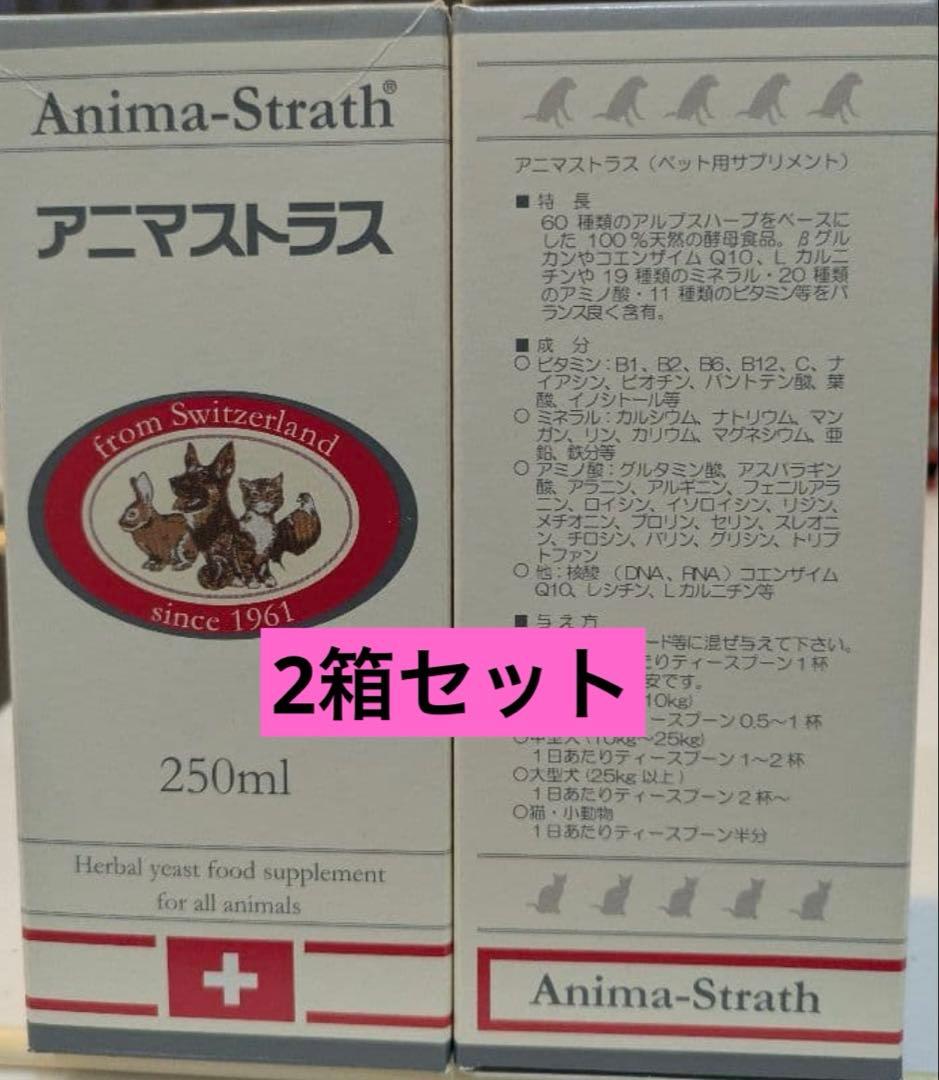 Anima-Strath®
アニマストラス
from Switzerland
since 1961
250ml
Herbal yeast food supplement
for all animals
2箱セット
アニマストラス（ペット用サプリメント）
■ 特 長
60 種類のアルプスハーブをベースに
した 100％天然の酵母食品。βグル
カンやコエンザイム Q10、L カルニ
チンや 19 種類のミネラル・20 種類
のアミノ酸・11 種類のビタミン等をバ
ランス良く含有。
■ 成 分
○ ビタミン：B1、B2、B6、B12、C、ナ
イアシン、ビオチン、パントテン酸、葉
酸、イノシトール等
○ ミネラル：カルシウム、ナトリウム、マン
ガン、リン、カリウム、マグネシウム、亜
鉛、鉄分等
○ アミノ酸：グルタミン酸、アスパラギン
酸、アラニン、アルギニン、フェニルアラ
ニン、ロイシン、イソロイシン、リジン、
メチオニン、プロリン、セリン、スレオニ
ン、チロシン、バリン、グリシン、トリプ
トファン
○ 他：核酸 （DNA、RNA）コエンザイム
Q10、レシチン、Lカルニチン等
■ 与え方
ード等に混ぜ与えて下さい。
たりティースプーン1杯
安です。
10kg)
ースプーン0.5～1 杯
○中型犬 (10kg～25kg)
1日あたりティースプーン1～2 杯
○大型犬 (25kg 以上)
1日あたりティースプーン2 杯～
○猫・小動物
1日あたりティースプーン半分
Anima-Strath